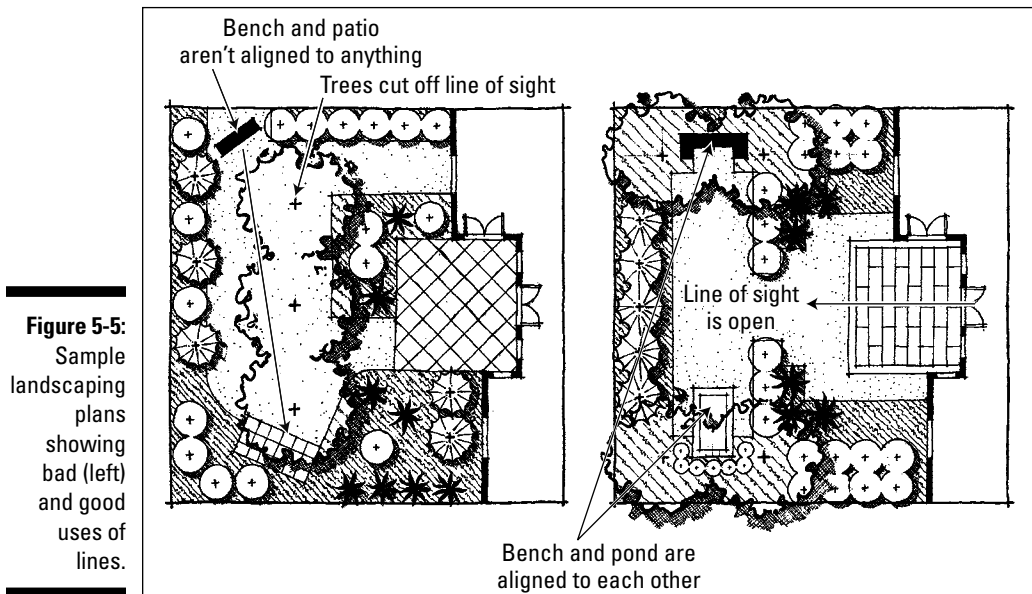 Bench and patio
aren't aligned to anything
Trees cut off line of sight
Line of sight
is open
Bench and pond are
aligned to each other
Figure 5-5:
Sample
landscaping
plans
showing
bad (left)
and good
uses of
lines.